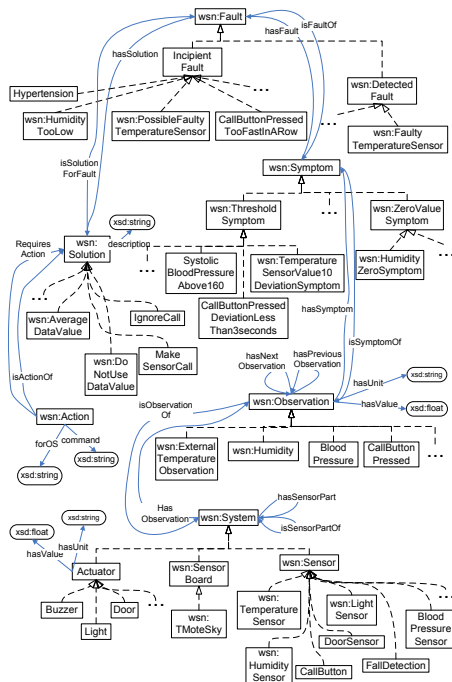 wsn:Fault
hasSolution
hasFault
isFaultOf
Incipient
Fault
...
wsn:Detected
Fault
Hypertension
...
wsn:Humidity
TooLow
wsn:PossibleFaulty
TemperatureSensor
CallButtonPressed
TooFastInARow
wsn:Faulty
TemperatureSensor
isSolution
ForFault
wsn:Symptom
xsd:string
wsn:Threshold
Symptom
...
wsn:ZeroValue
Symptom
Requires
Action
wsn:
Solution
description
...
Systolic
BloodPressure
Above160
wsn:Temperature
SensorValue10
DeviationSymptom
wsn:Humidity
ZeroSymptom
...
...
wsn:Average
DataValue
IgnoreCall
CallButtonPressed
DeviationLess
Than3seconds
hasSymptom
isSymptomOf
wsn:Do
NotUse
DataValue
Make
SensorCall
hasNext
Observation
hasPrevious
Observation
isActionOf
hasUnit
xsd:string
wsn:Action
isObservation
Of
wsn:Observation
hasValue
xsd:float
forOS
command
xsd:string
xsd:string
wsn:External
Temperature
Observation
wsn:Humidity
Blood
Pressure
CallButton
Pressed
...
Has
Observation
hasSensorPart
wsn:System
isSensorPartOf
xsd:float
xsd:string
hasValue
hasUnit
Actuator
wsn:Sensor
Board
wsn:Sensor
Buzzer
Door
...
Light
wsn:
TMoteSky
wsn:
Temperature
Sensor
wsn:Light
Sensor
Blood
Pressure
Sensor
...
DoorSensor
wsn:
Humidity
Sensor
CallButton
FallDetection